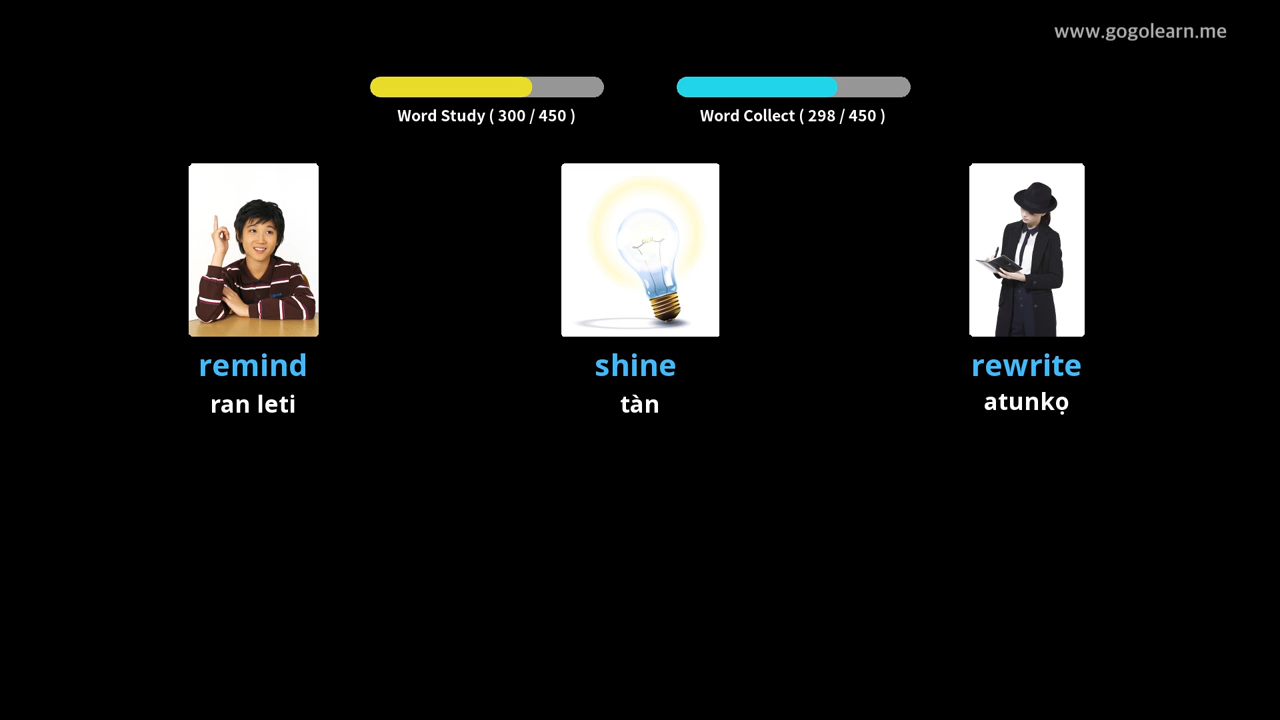 www.gogolearn.me
Word Study ( 300 / 450 )
Word Collect ( 298 / 450 )
remind
ran leti
shine
tàn
rewrite
atunkọ